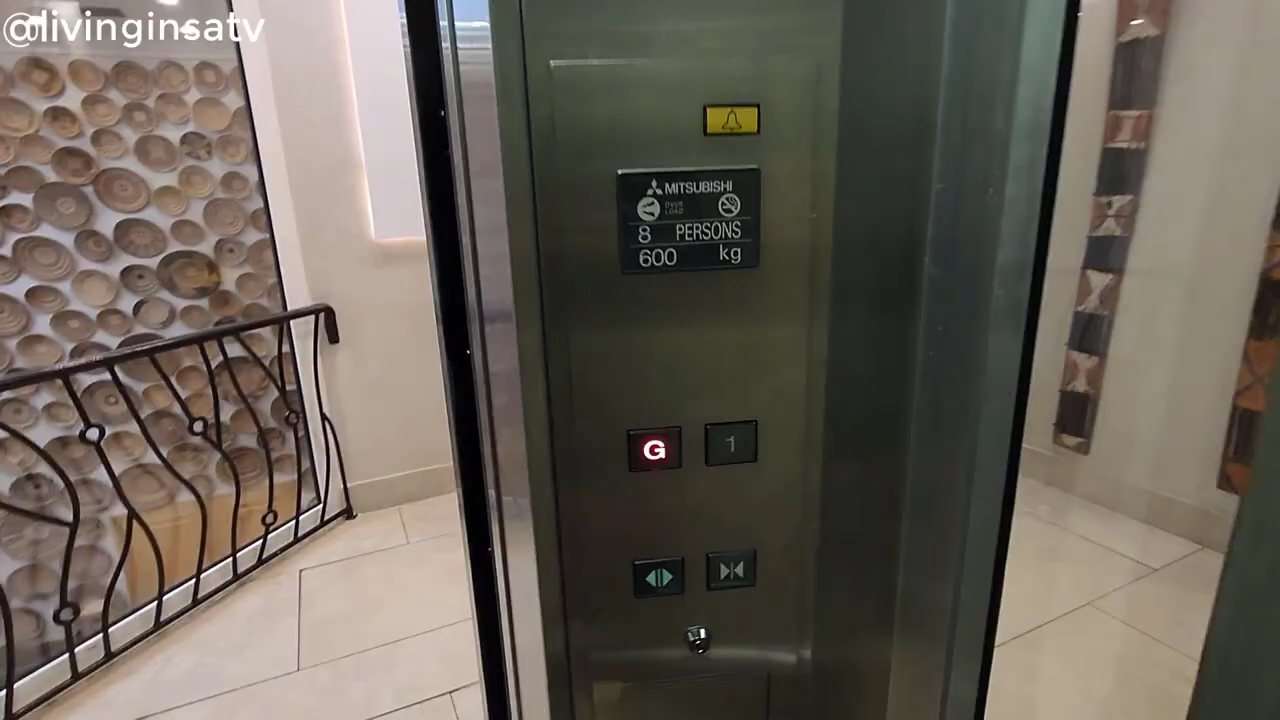 @livinginsatv
MITSUBISHI
OVER
LOAD
8 PERSONS
600 kg
G 1